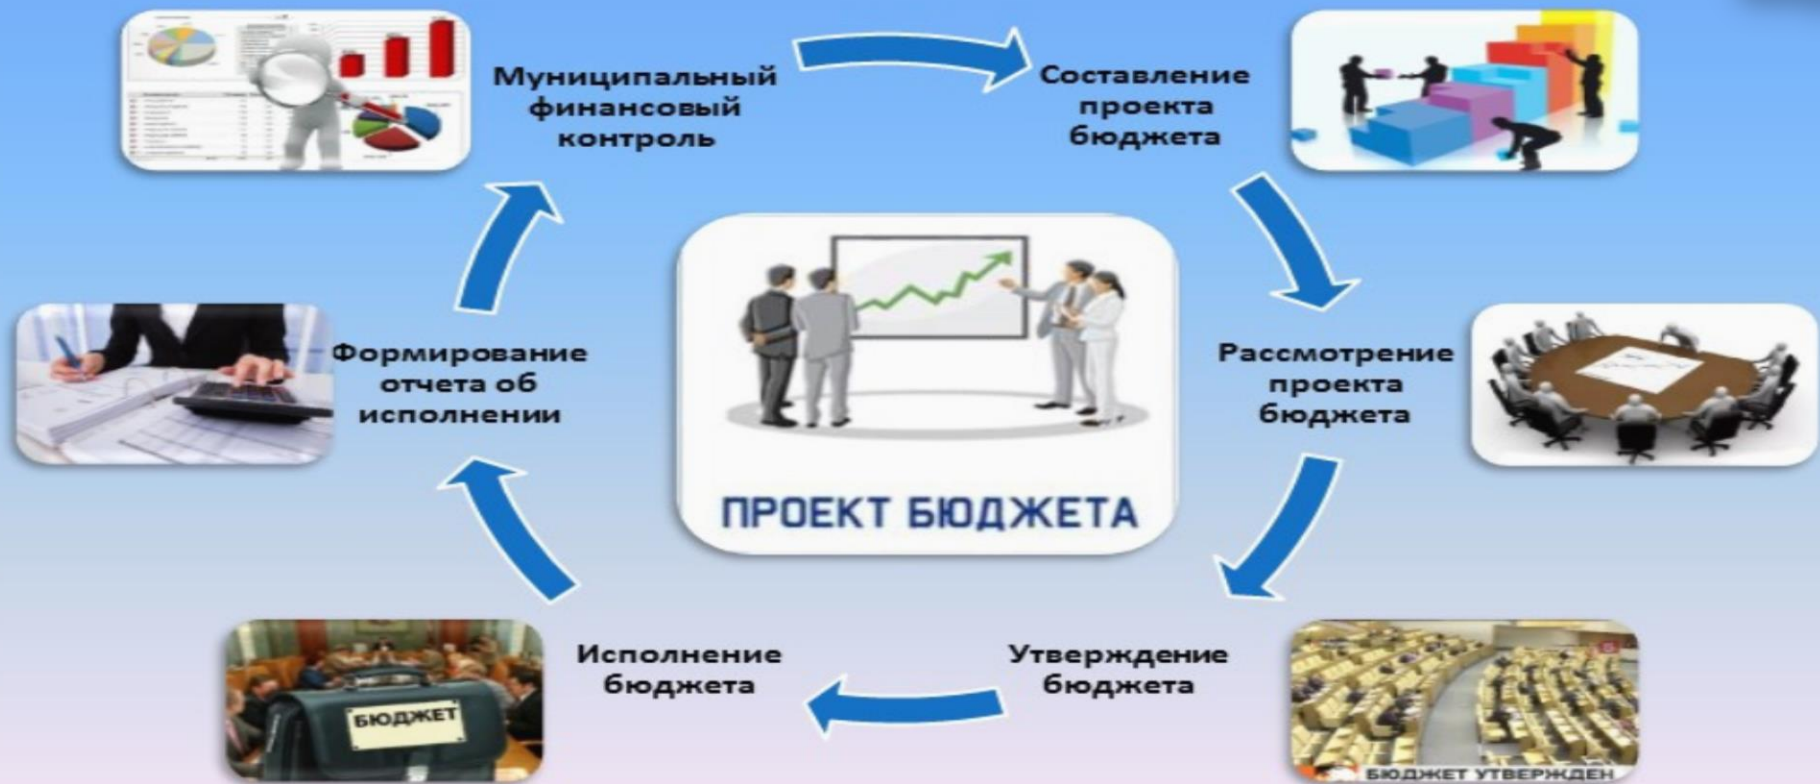 Муниципальный
финансовый
контроль
Составление
проекта
бюджета
Рассмотрение
проекта
бюджета
Утверждение
бюджета
Исполнение
бюджета
Формирование
отчета об
исполнении
ПРОЕКТ БЮДЖЕТА
БЮДЖЕТ
БЮДЖЕТ УТВЕРЖДЕН